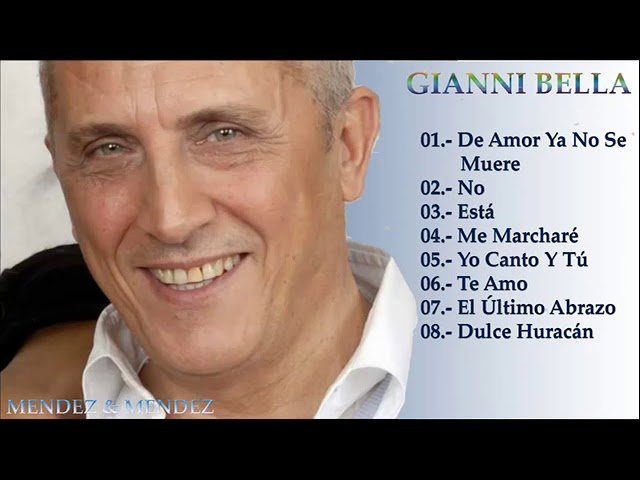 GIANNI BELLA
01.- De Amor Ya No Se
Muere
02.- No
03.- Está
04.- Me Marcharé
05.- Yo Canto Y Tú
06.- Te Amo
07.- El Último Abrazo
08.- Dulce Huracán
MENDEZ & MENDEZ